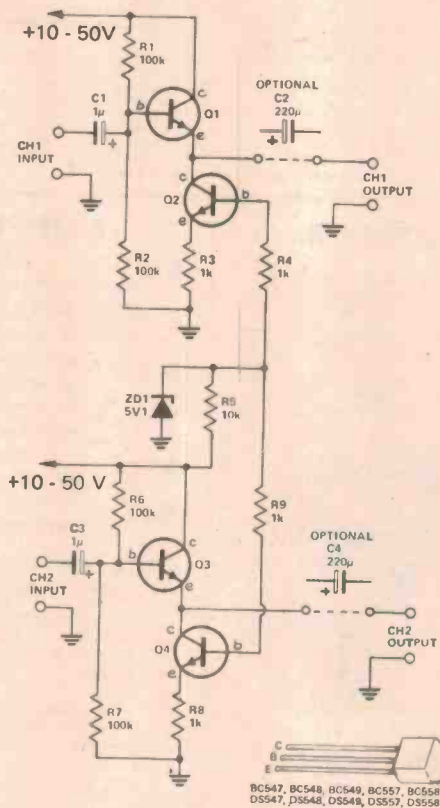 +10 - 50V
R1
100k
C1
1μ
+
b
c
Q1
e
OPTIONAL
C2
220μ
+
CH1
INPUT
CH1
OUTPUT
c
Q2
b
e
R2
100k
R3
1k
R4
1k
ZD1
5V1
R5
10k
+10 - 50 V
R6
100k
R9
1k
C3
1μ
+
b
c
Q3
e
OPTIONAL
C4
220μ
+
CH2
INPUT
CH2
OUTPUT
c
Q4
b
e
R7
100k
R8
1k
C
B
E
BC547, BC548, BC549, BC557, BC558
DS547, DS548, DS549, DS557, DS558